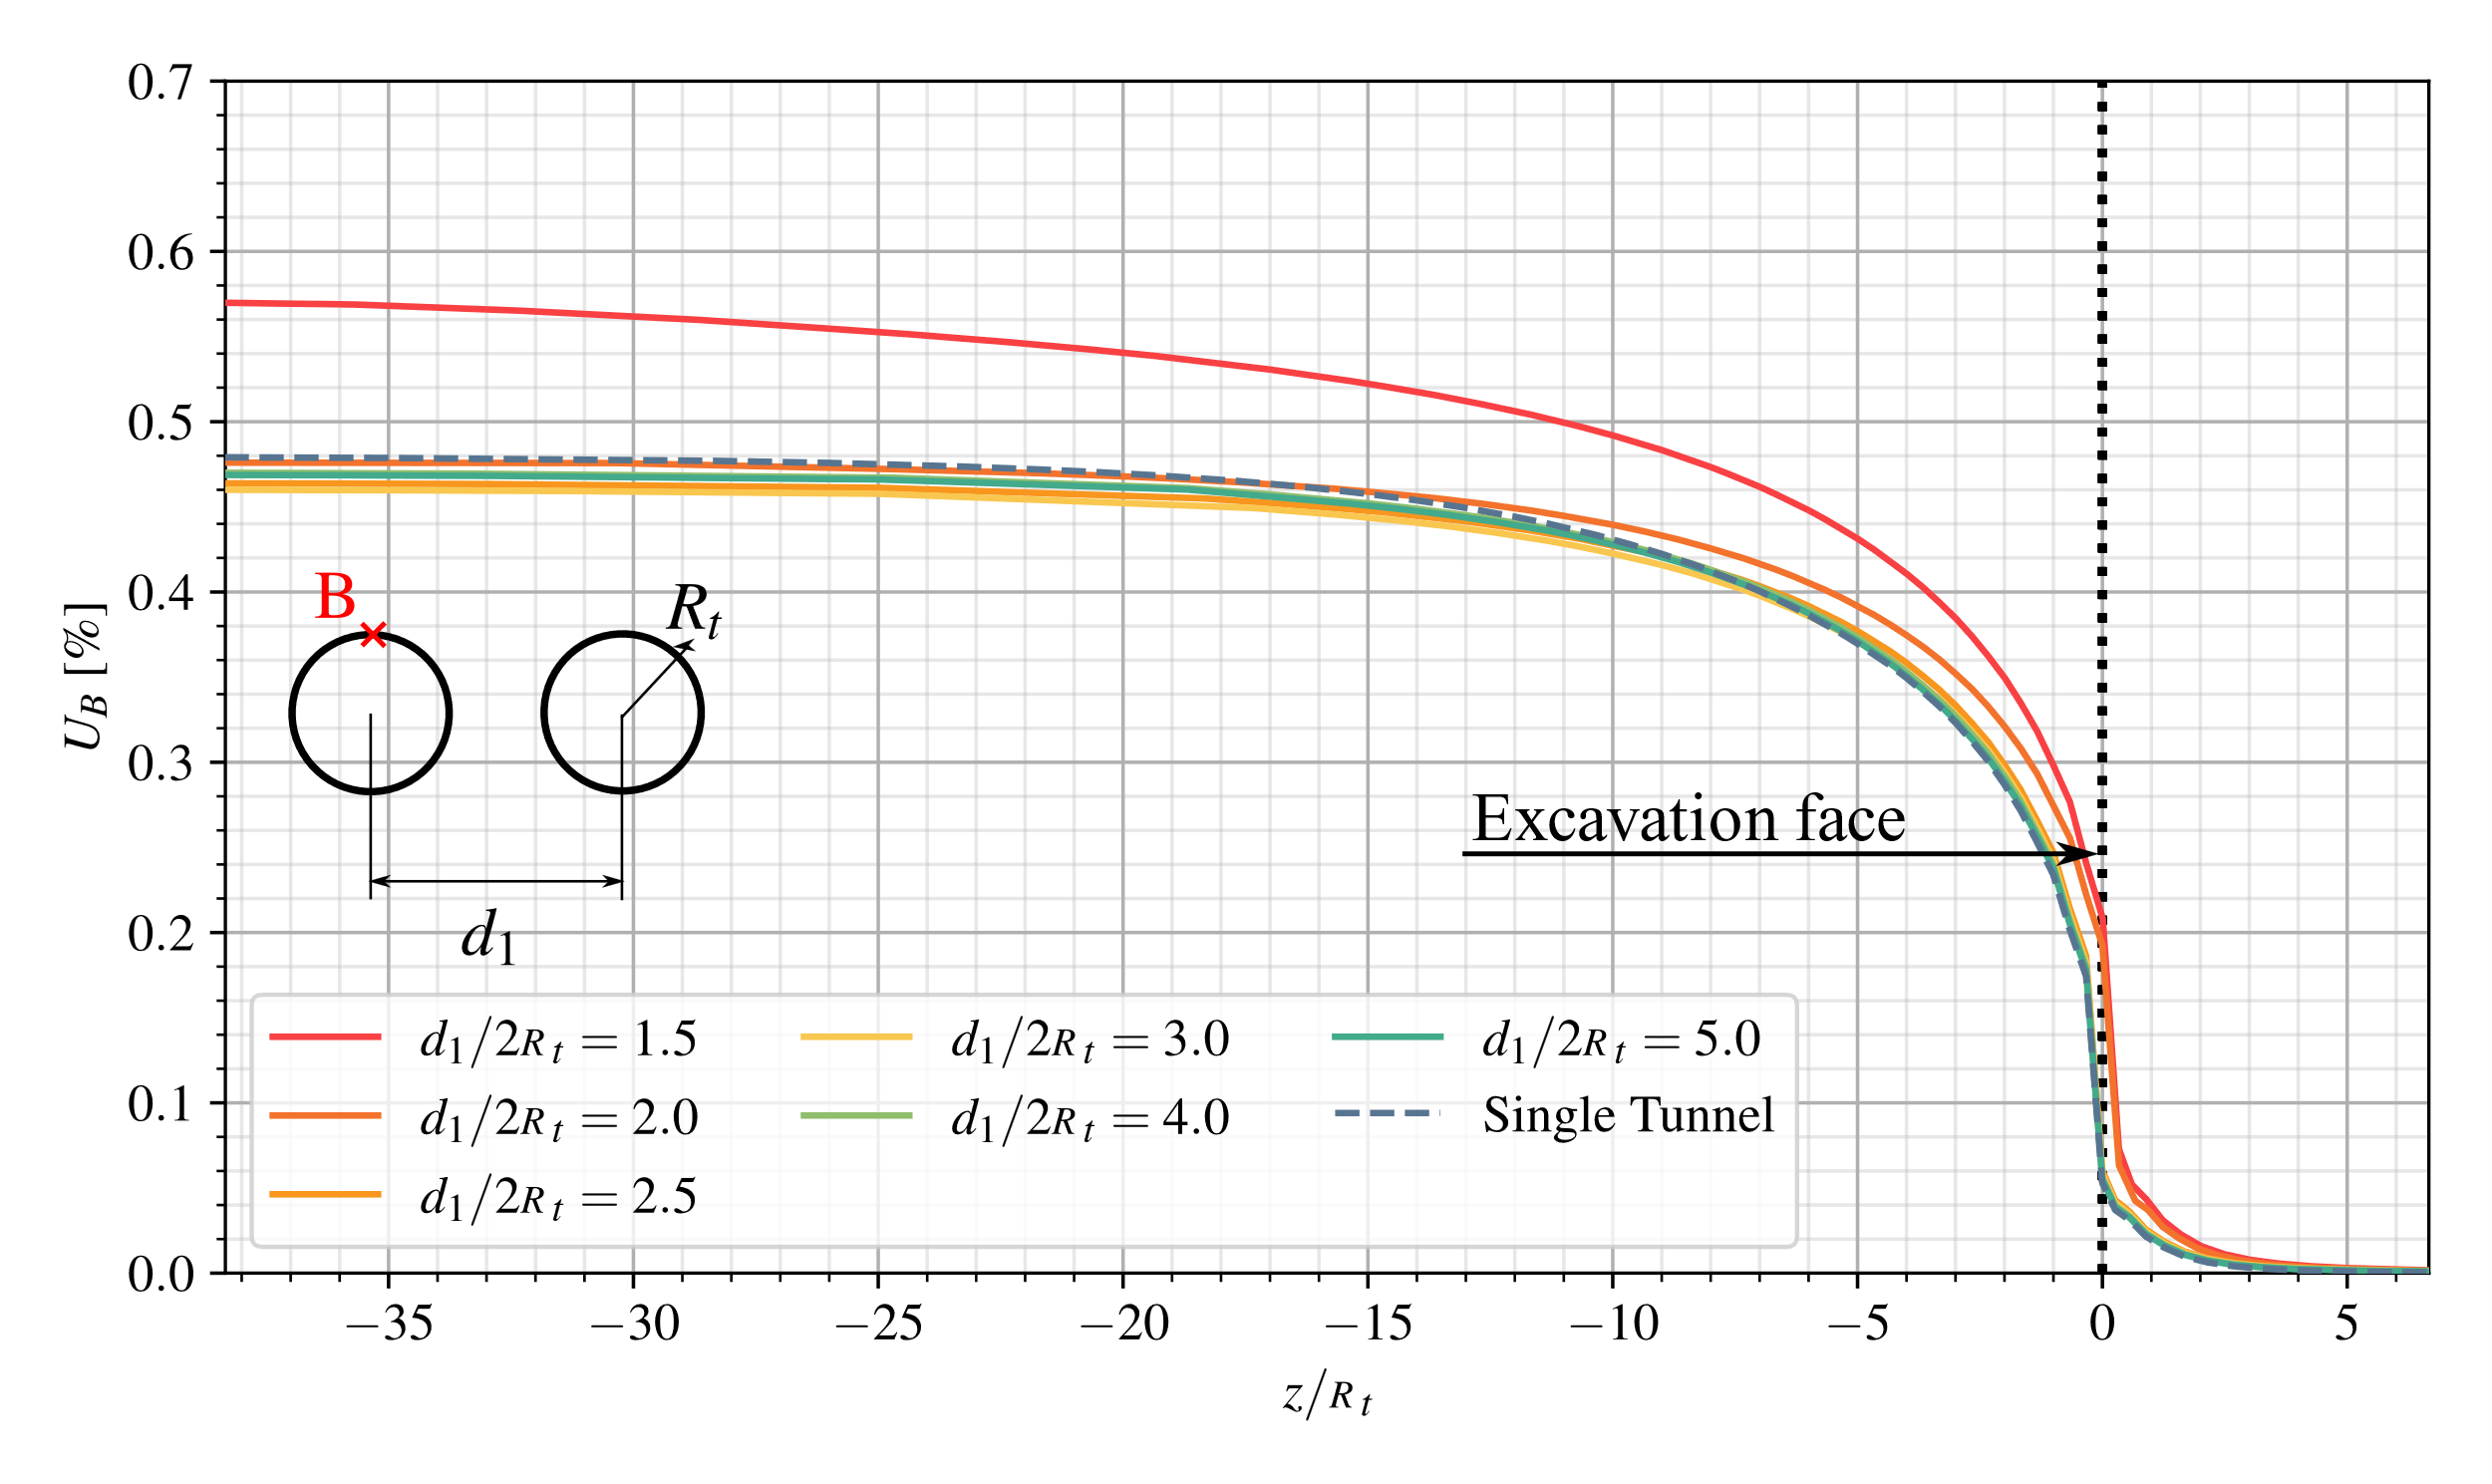 0.7
0.6
0.5
0.4
0.3
0.2
0.1
0.0
U_B [%]
B
R_t
d_1
Excavation face
d_1/2R_t = 1.5
d_1/2R_t = 2.0
d_1/2R_t = 2.5
d_1/2R_t = 3.0
d_1/2R_t = 4.0
d_1/2R_t = 5.0
Single Tunnel
−35 −30 −25 −20 −15 −10 −5 0 5
z/R_t